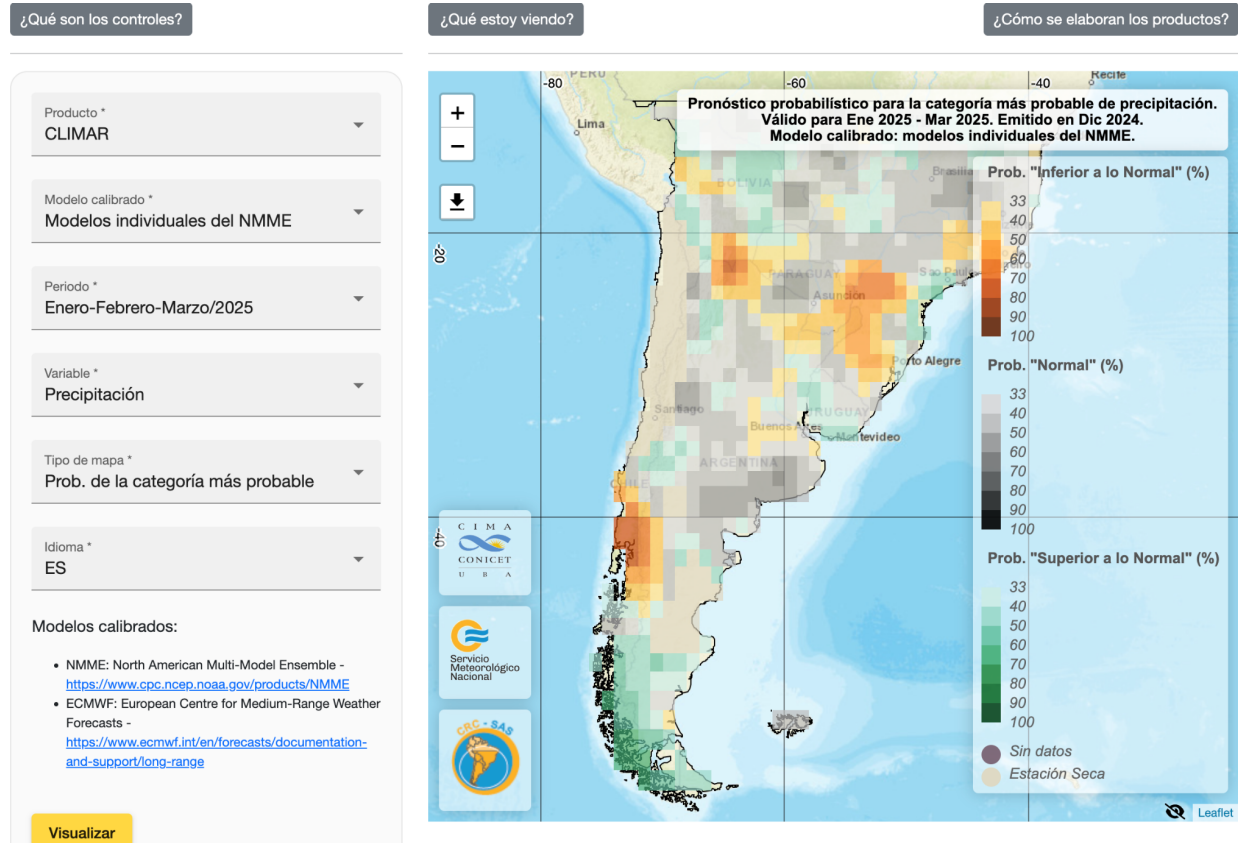 ¿Qué son los controles?
¿Qué estoy viendo?
¿Cómo se elaboran los productos?
Producto *
CLIMAR
Modelo calibrado *
Modelos individuales del NMME
Periodo *
Enero-Febrero-Marzo/2025
Variable *
Precipitación
Tipo de mapa *
Prob. de la categoría más probable
Idioma *
ES
Modelos calibrados:
NMME: North American Multi-Model Ensemble -
https://www.cpc.ncep.noaa.gov/products/NMME
ECMWF: European Centre for Medium-Range Weather
Forecasts -
https://www.ecmwf.int/en/forecasts/documentation-
and-support/long-range
Visualizar
+
−
-80
-60
-40
-20
-40
PERU
Recife
Lima
BOLIVIA
Brasilia
PARAGUAY
Sao Paulo
Asunción
Porto Alegre
Santiago
URUGUAY
Buenos Aires
Montevideo
ARGENTINA
CHILE
Pronóstico probabilístico para la categoría más probable de precipitación.
Válido para Ene 2025 - Mar 2025. Emitido en Dic 2024.
Modelo calibrado: modelos individuales del NMME.
Prob. "Inferior a lo Normal" (%)
33
40
50
60
70
80
90
100
Prob. "Normal" (%)
33
40
50
60
70
80
90
100
Prob. "Superior a lo Normal" (%)
33
40
50
60
70
80
90
100
Sin datos
Estación Seca
CIMA
CONICET
UBA
Servicio
Meteorológico
Nacional
CRC - SAS
Leaflet